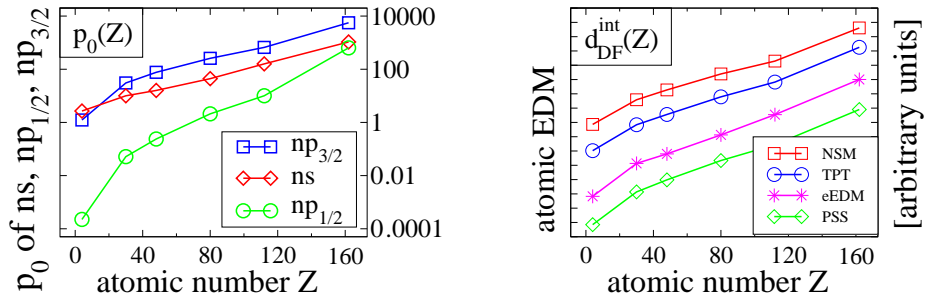 p₀ of ns, np₁/₂, np₃/₂
p₀(Z)
10000
100
1
0.01
0.0001
np₃/₂
ns
np₁/₂
0 40 80 120 160
atomic number Z
atomic EDM
d_DF^int(Z)
NSM
TPT
eEDM
PSS
[arbitrary units]
0 40 80 120 160
atomic number Z